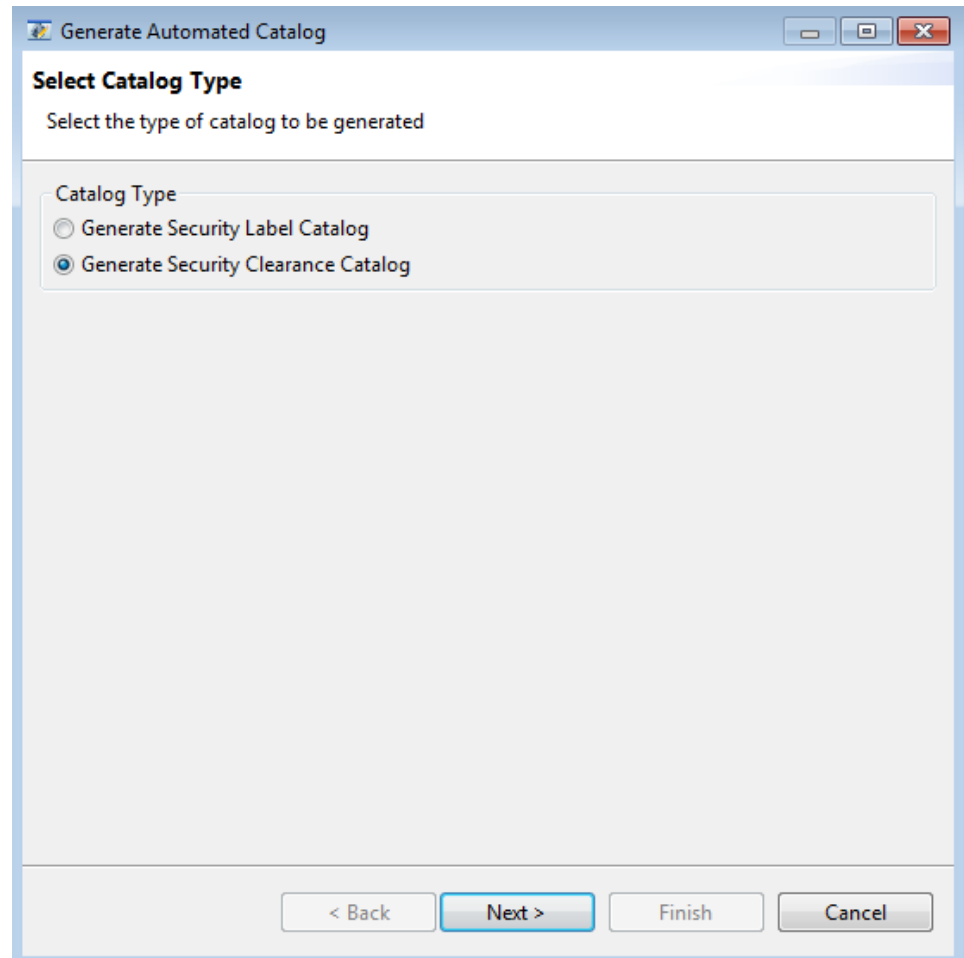 Generate Automated Catalog
Select Catalog Type
Select the type of catalog to be generated
Catalog Type
Generate Security Label Catalog
Generate Security Clearance Catalog
< Back Next > Finish Cancel